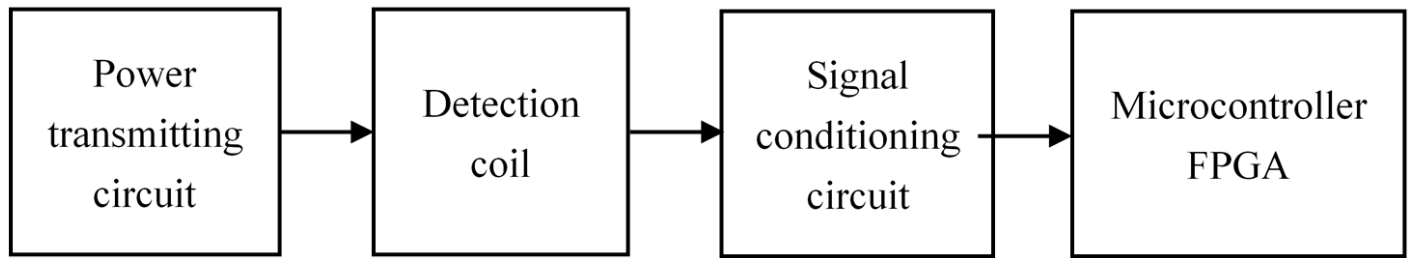 Power
transmitting
circuit
Detection
coil
Signal
conditioning
circuit
Microcontroller
FPGA